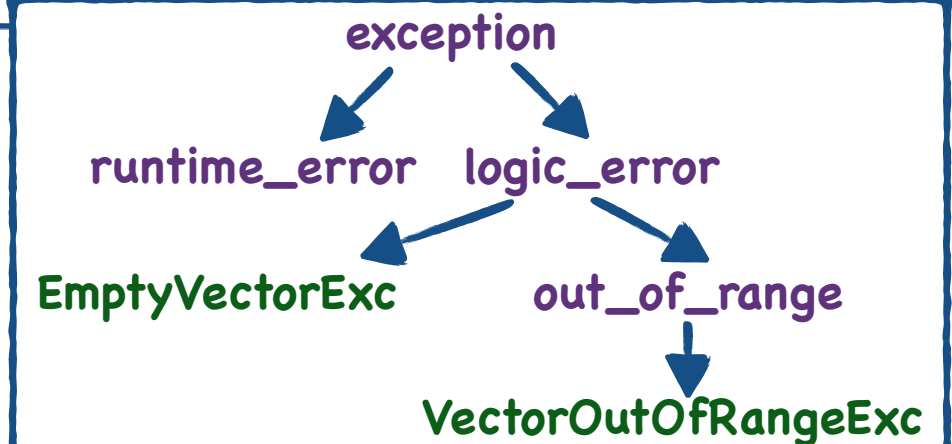 exception
runtime_error logic_error
EmptyVectorExc out_of_range
VectorOutOfRangeExc